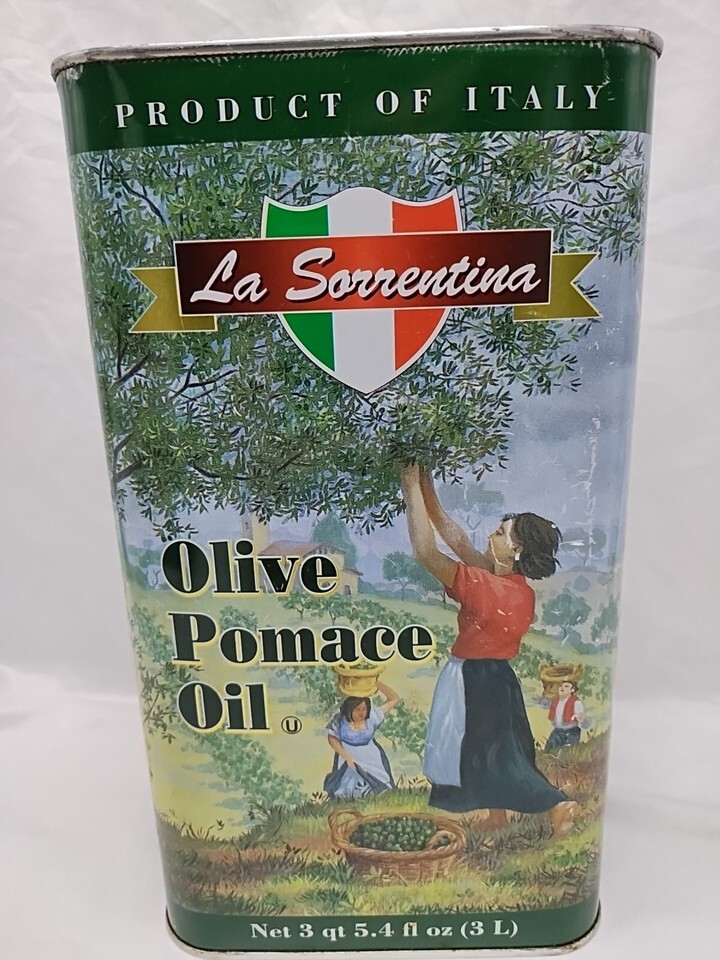 PRODUCT OF ITALY
La Sorrentina
Olive
Pomace
Oil U
Net 3 qt 5.4 fl oz (3 L)